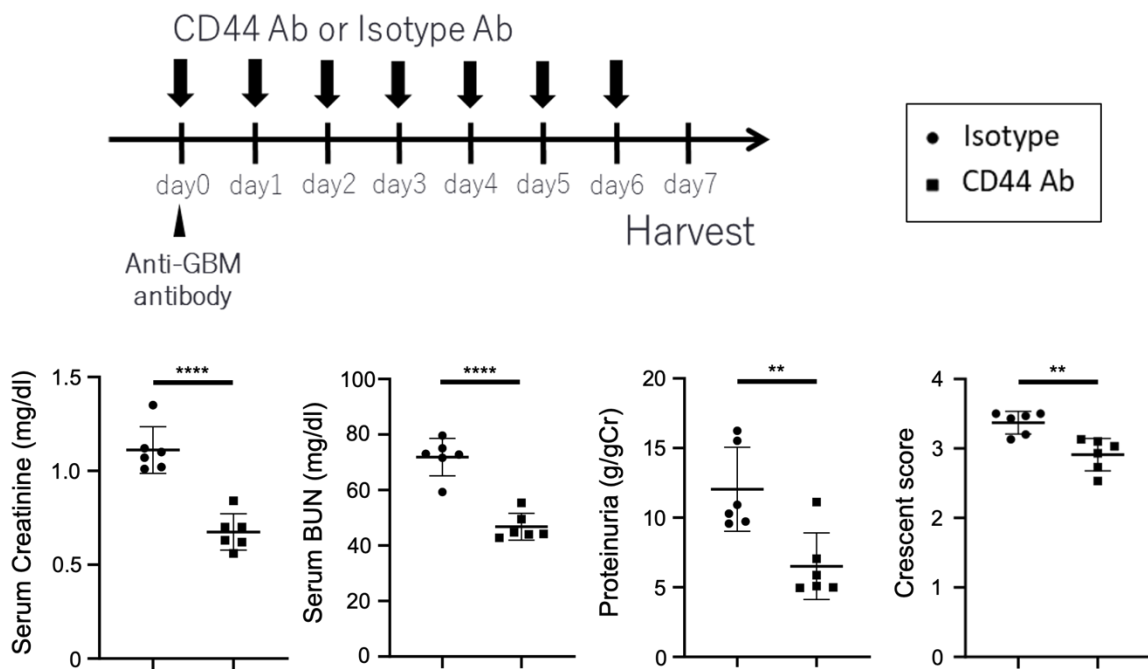 CD44 Ab or Isotype Ab
day0 day1 day2 day3 day4 day5 day6 day7
Harvest
Anti-GBM
antibody
Isotype
CD44 Ab
Serum Creatinine (mg/dl)
1.5
1.0
0.5
0
****
Serum BUN (mg/dl)
100
80
60
40
20
0
****
Proteinuria (g/gCr)
20
15
10
5
0
**
Crescent score
4
3
2
1
0
**